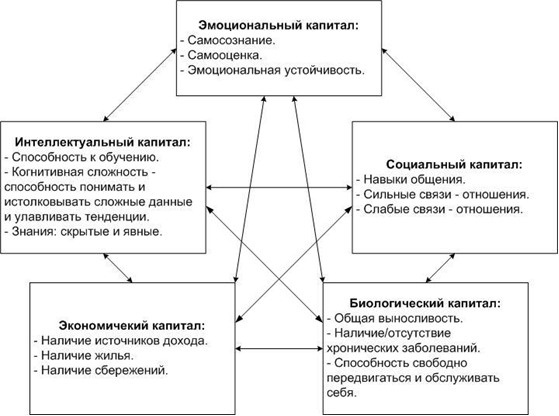 Эмоциональный капитал:
- Самосознание.
- Самооценка.
- Эмоциональная устойчивость.
Интеллектуальный капитал:
- Способность к обучению.
- Когнитивная сложность -
способность понимать и
истолковывать сложные данные
и улавливать тенденции.
- Знания: скрытые и явные.
Социальный капитал:
- Навыки общения.
- Сильные связи - отношения.
- Слабые связи - отношения.
Экономичекий капитал:
- Наличие источников дохода.
- Наличие жилья.
- Наличие сбережений.
Биологический капитал:
- Общая выносливость.
- Наличие/отсутствие
хронических заболеваний.
- Способность свободно
передвигаться и обслуживать
себя.